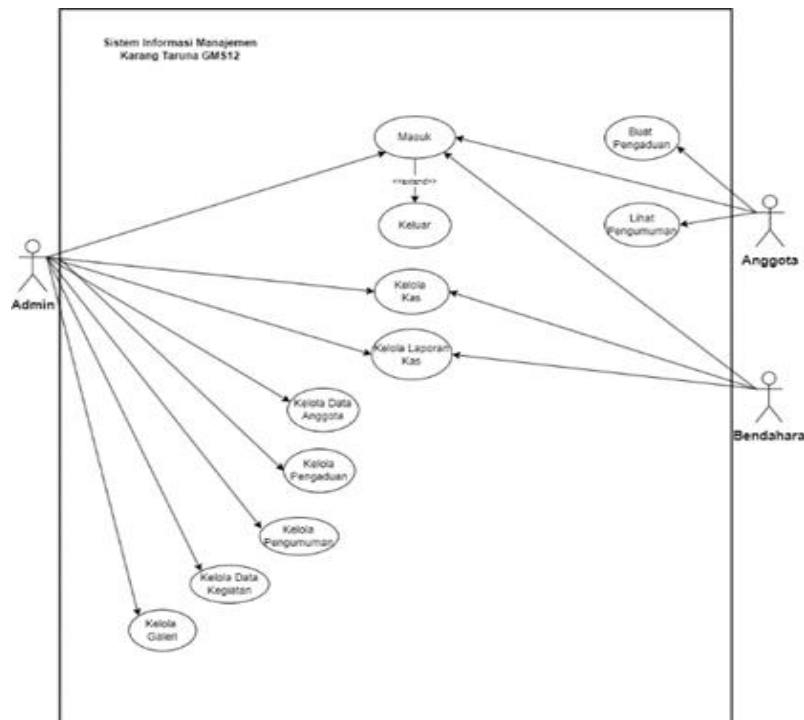 Sistem Informasi Manajemen
Karang Taruna GMS12
Masuk
<<extend>>
Keluar
Buat
Pengaduan
Lihat
Pengumuman
Anggota
Admin
Kelola
Kas
Kelola Laporan
Kas
Bendahara
Kelola Data
Anggota
Kelola
Pengaduan
Kelola
Pengumuman
Kelola Data
Kegiatan
Kelola
Galeri